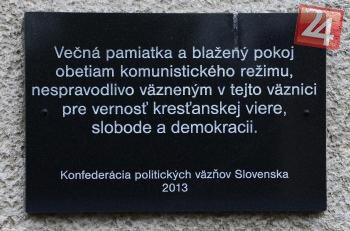 24
Večná pamiatka a blažený pokoj
obetiam komunistického režimu,
nespravodlivo väzneným v tejto väznici
pre vernosť kresťanskej viere,
slobode a demokracii.
Konfederácia politických väzňov Slovenska
2013